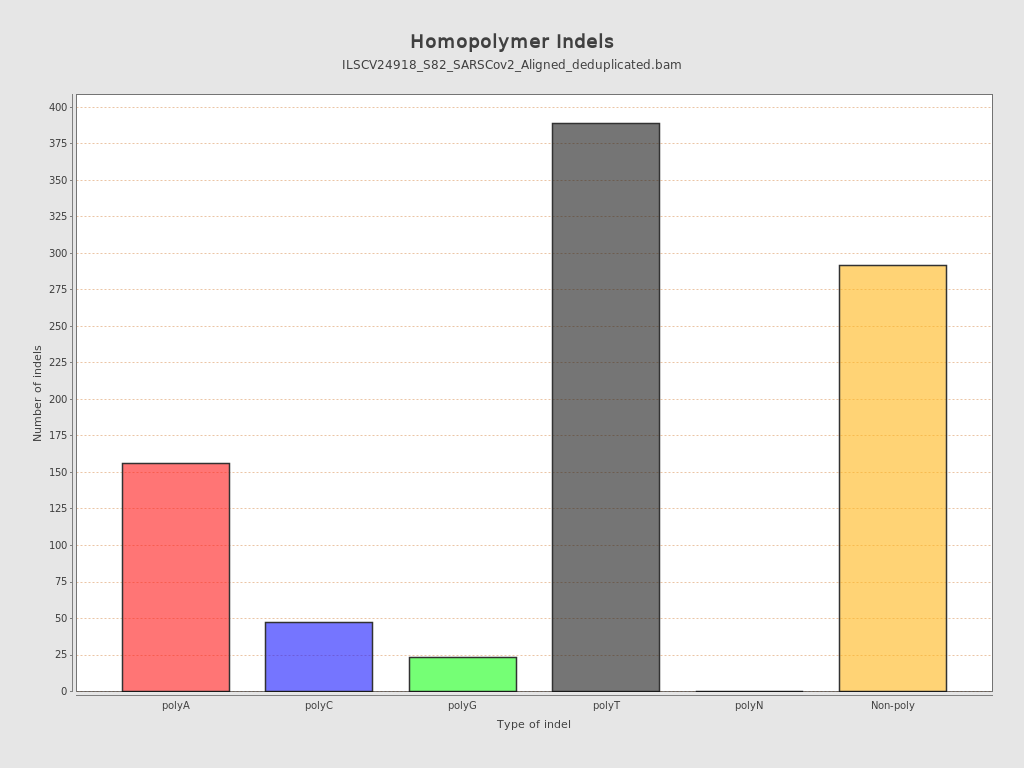 Homopolymer Indels
ILSCV24918_S82_SARSCov2_Aligned_deduplicated.bam
400
375
350
325
300
275
250
225
200
175
150
125
100
75
50
25
0
Number of indels
polyA
polyC
polyG
polyT
polyN
Non-poly
Type of indel